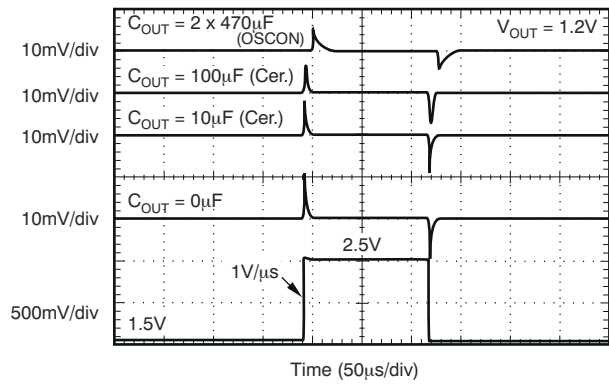 C_OUT = 2 x 470μF
(OSCON)
V_OUT = 1.2V
10mV/div
C_OUT = 100μF (Cer.)
10mV/div
C_OUT = 10μF (Cer.)
10mV/div
C_OUT = 0μF
10mV/div
2.5V
1V/μs
500mV/div
1.5V
Time (50μs/div)